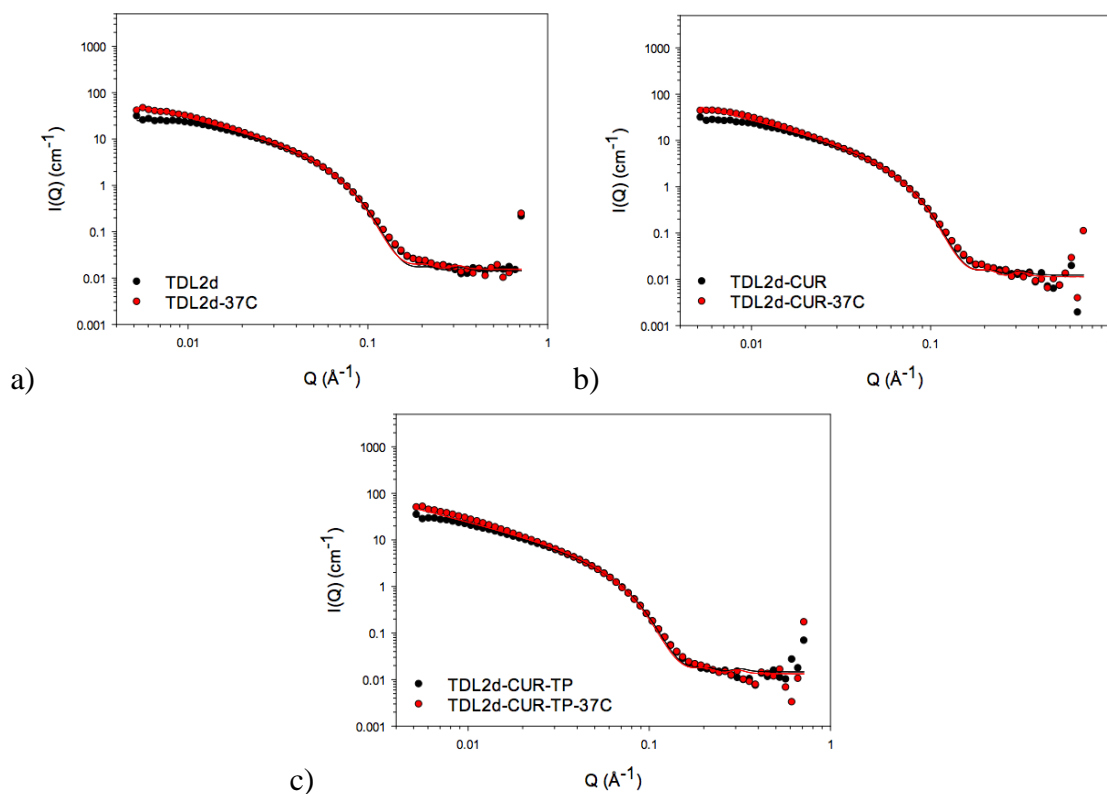 1000
100
10
1
0.1
0.01
0.001
I(Q) (cm-1)
TDL2d
TDL2d-37C
0.01
0.1
1
Q (Å-1)
a)
1000
100
10
1
0.1
0.01
0.001
I(Q) (cm-1)
TDL2d-CUR
TDL2d-CUR-37C
0.01
0.1
Q (Å-1)
b)
1000
100
10
1
0.1
0.01
0.001
I(Q) (cm-1)
TDL2d-CUR-TP
TDL2d-CUR-TP-37C
0.01
0.1
1
Q (Å-1)
c)